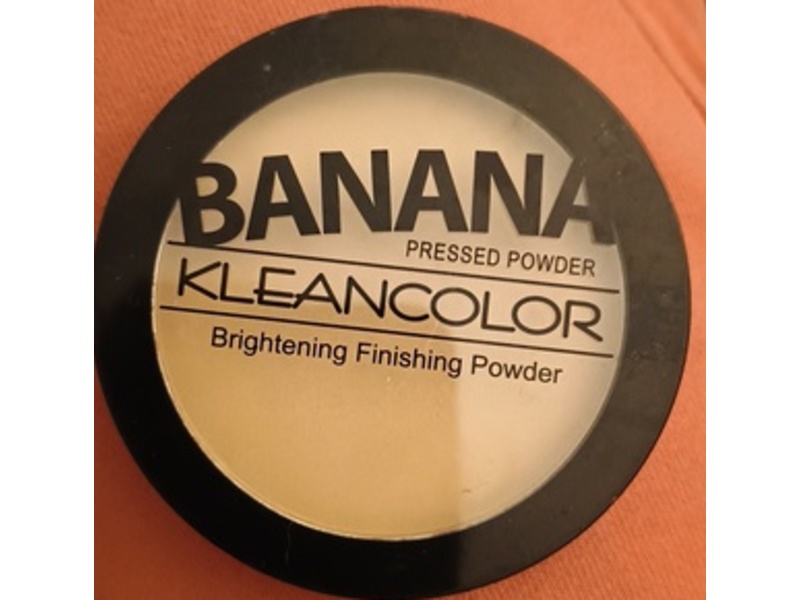 BANANA
PRESSED POWDER
KLEANCOLOR
Brightening Finishing Powder